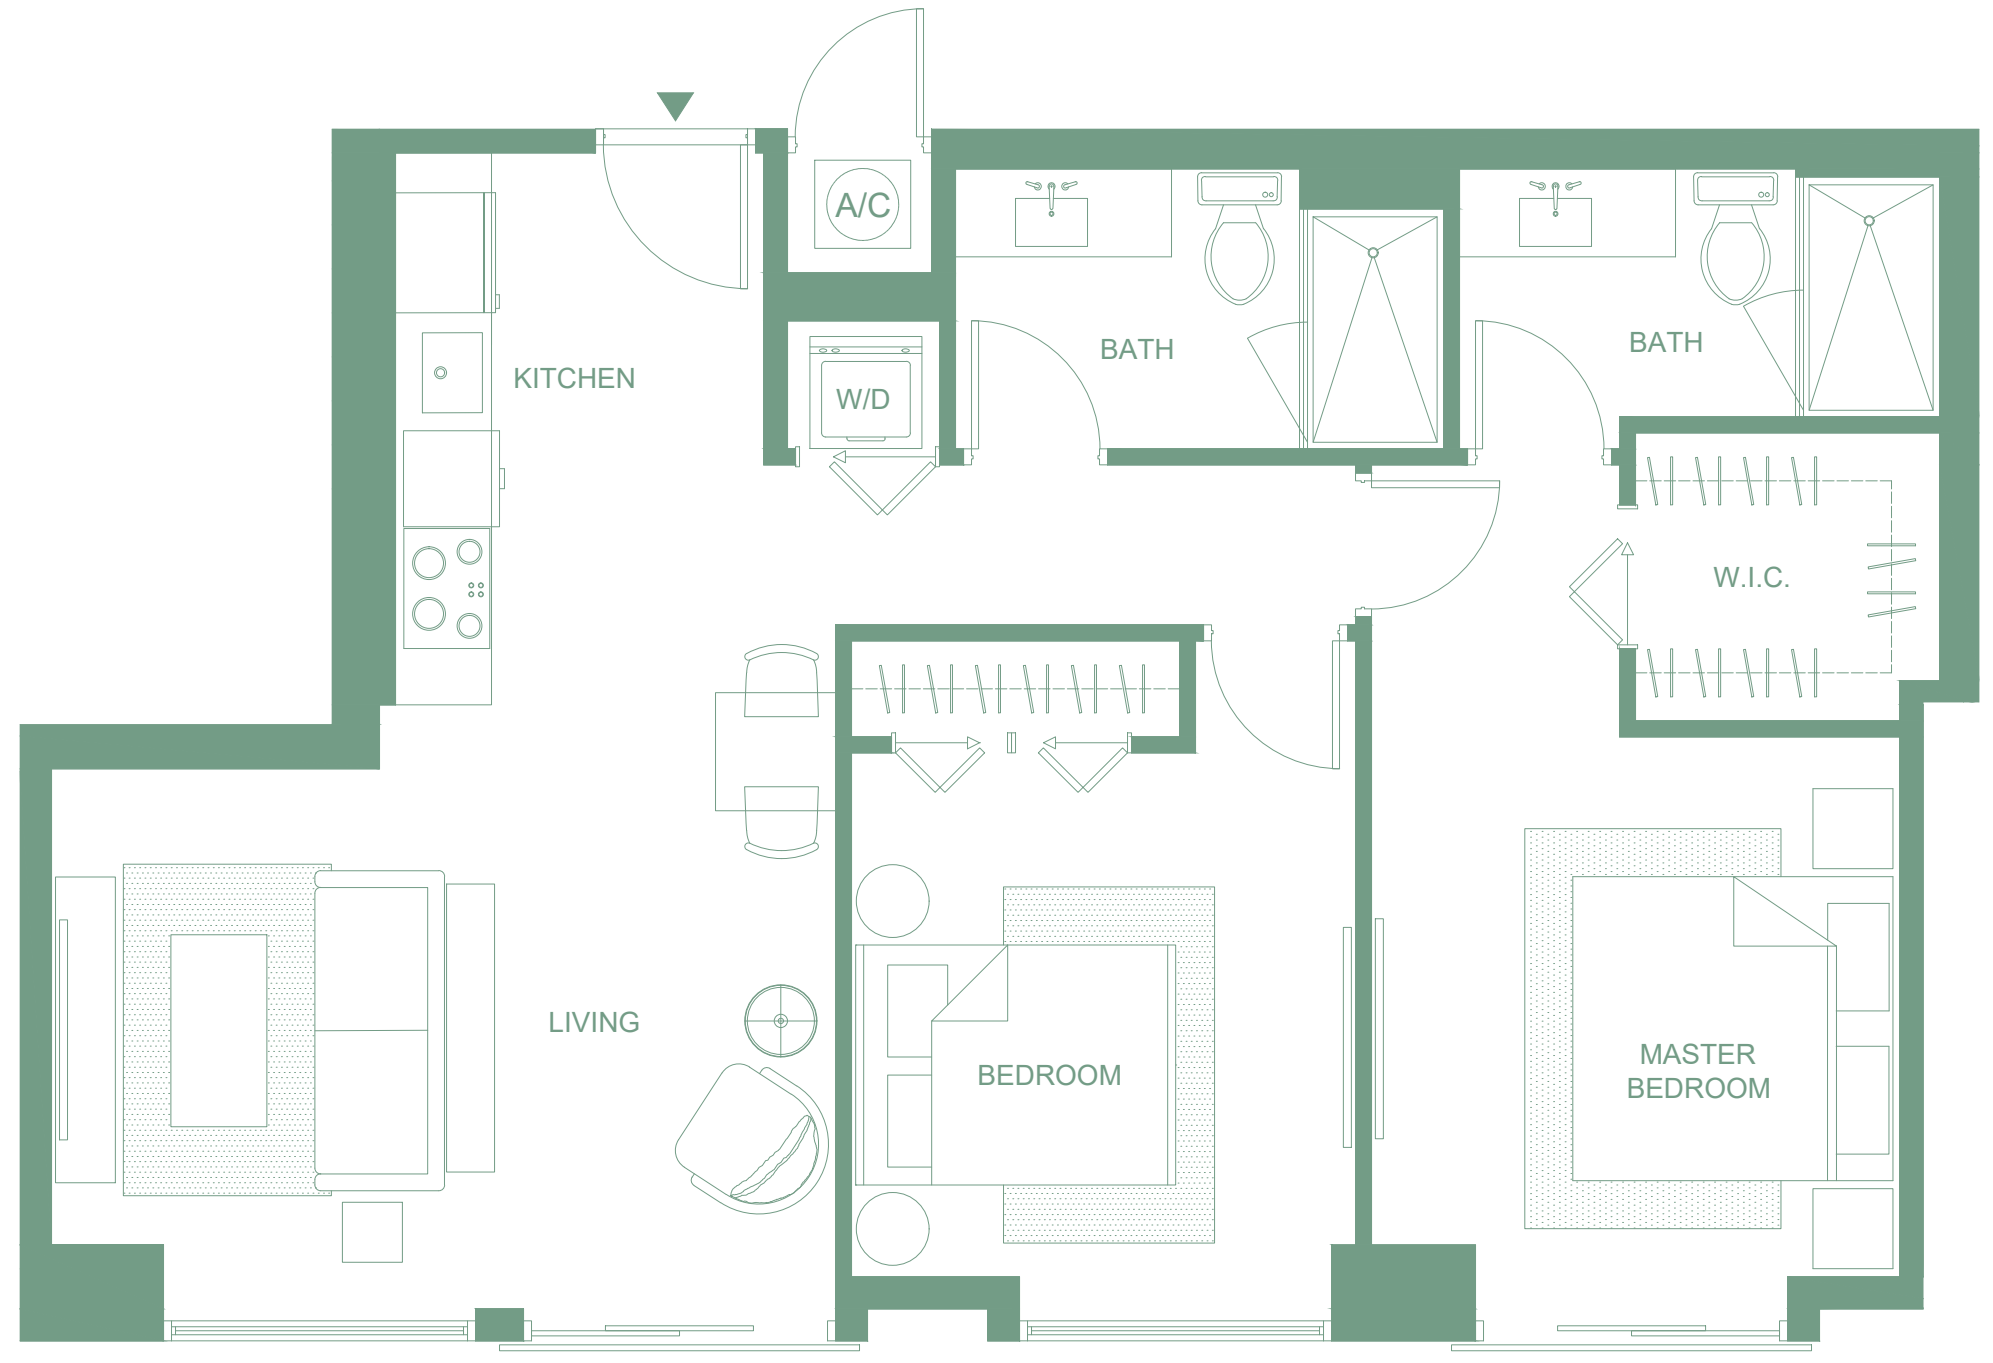 A/C
KITCHEN
W/D
BATH
BATH
W.I.C.
LIVING
BEDROOM
MASTER
BEDROOM